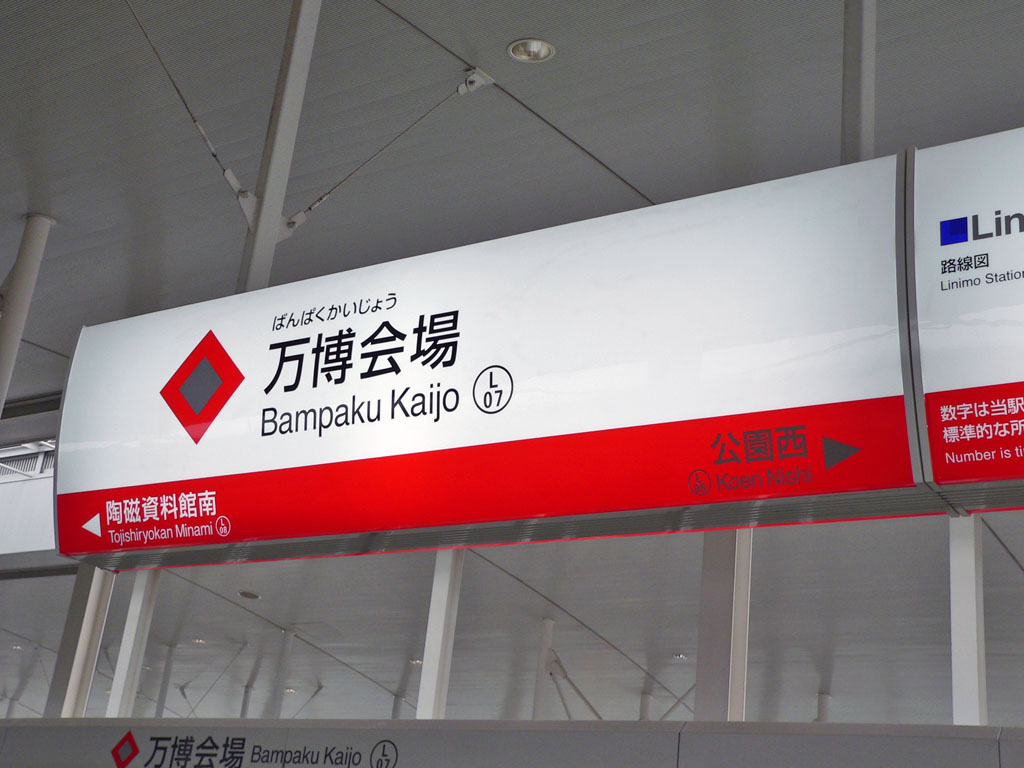 ばんぱくかいじょう
万博会場
Bampaku Kaijo
L
07
陶磁資料館南
Tojishiryokan Minami
L
08
公園西
Koen Nishi
Lin
路線図
Linimo Statio
数字は当駅
標準的な所
Number is ti
万博会場 Bampaku Kaijo
L
07